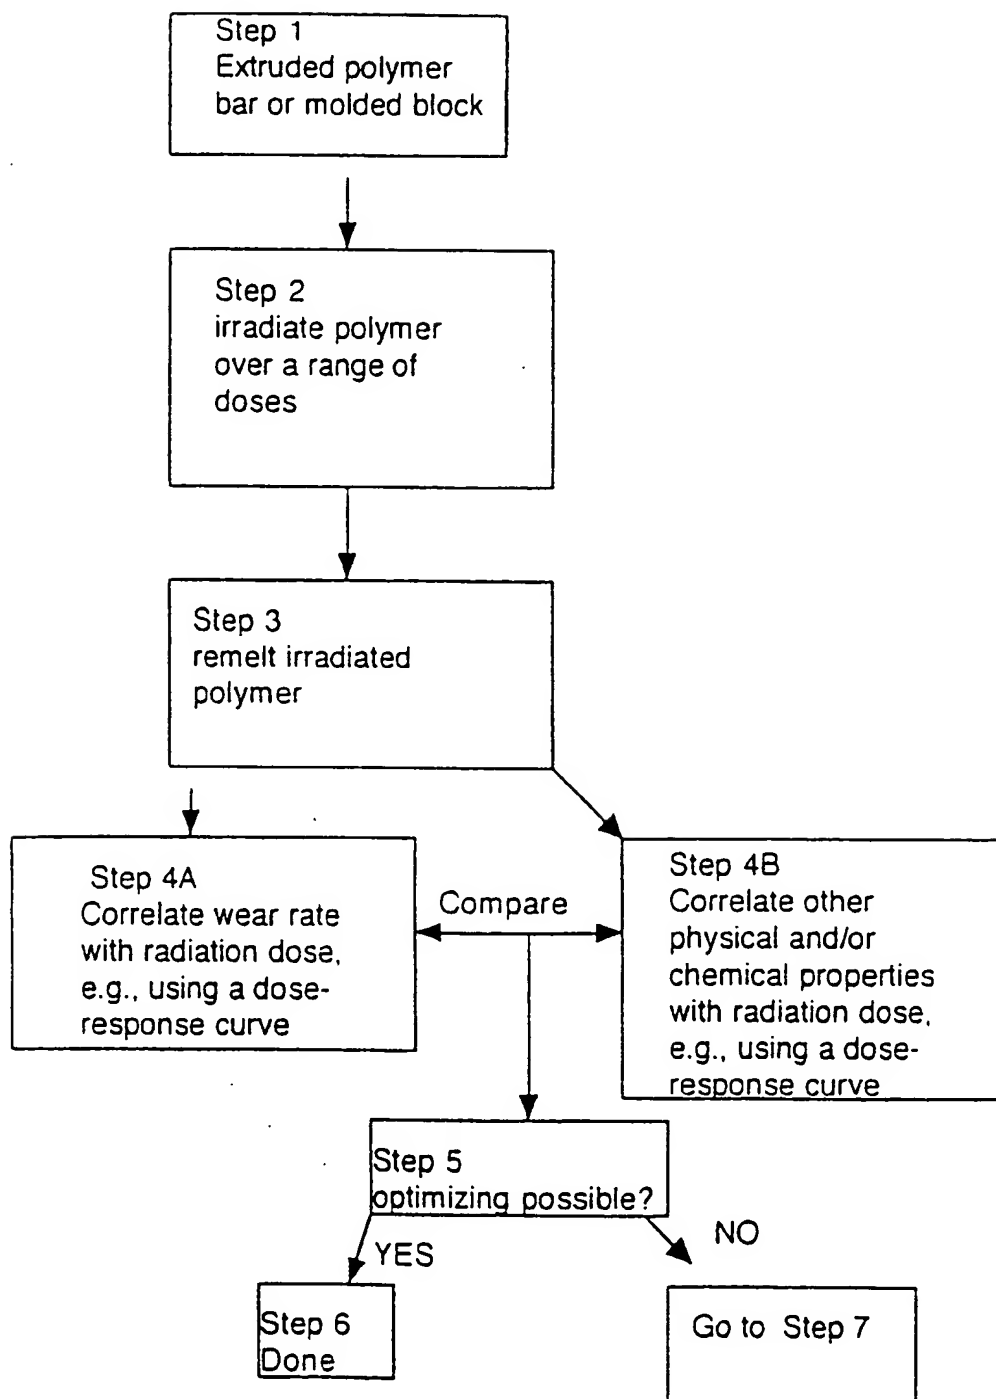 Step 1
Extruded polymer
bar or molded block
Step 2
irradiate polymer
over a range of
doses
Step 3
remelt irradiated
polymer
Step 4A
Correlate wear rate
with radiation dose,
e.g., using a dose-
response curve
Compare
Step 4B
Correlate other
physical and/or
chemical properties
with radiation dose,
e.g., using a dose-
response curve
Step 5
optimizing possible?
YES
NO
Step 6
Done
Go to Step 7